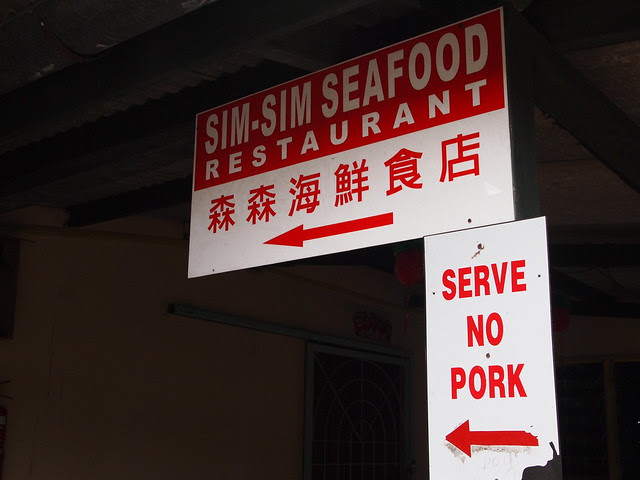 SIM-SIM SEAFOOD
RESTAURANT
森森海鮮食店
SERVE
NO
PORK